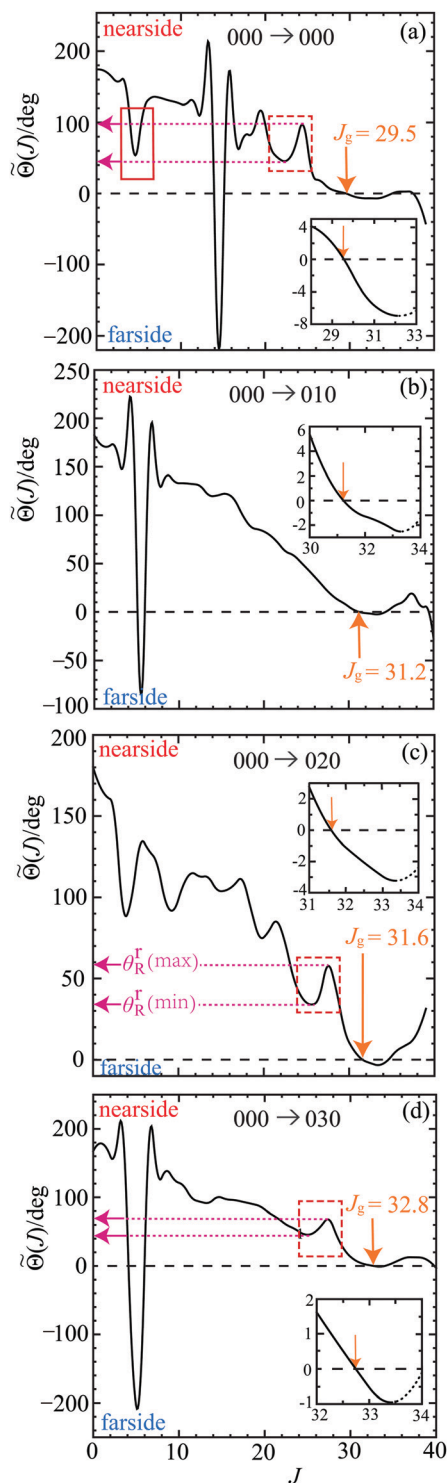 nearside
000 → 000
(a)
200
100
0
−100
−200
Θ̃(J)/deg
J_g = 29.5
farside
4
2
0
−4
−8
29
31
33
nearside
000 → 010
(b)
250
200
150
100
50
0
−50
−100
Θ̃(J)/deg
J_g = 31.2
farside
6
4
2
0
−2
30
32
34
nearside
000 → 020
(c)
200
150
100
50
0
Θ̃(J)/deg
J_g = 31.6
θ_R^r (max)
θ_R^r (min)
farside
2
0
−2
−4
31
32
33
34
nearside
000 → 030
(d)
200
100
0
−100
−200
Θ̃(J)/deg
J_g = 32.8
farside
2
1
0
−1
32
33
34
0
10
20
30
40
J